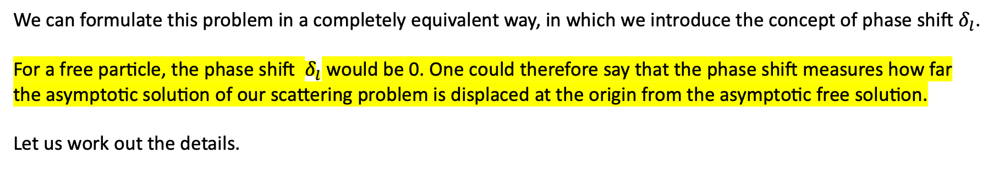 We can formulate this problem in a completely equivalent way, in which we introduce the concept of phase shift δₗ.
For a free particle, the phase shift δₗ would be 0. One could therefore say that the phase shift measures how far
the asymptotic solution of our scattering problem is displaced at the origin from the asymptotic free solution.
Let us work out the details.